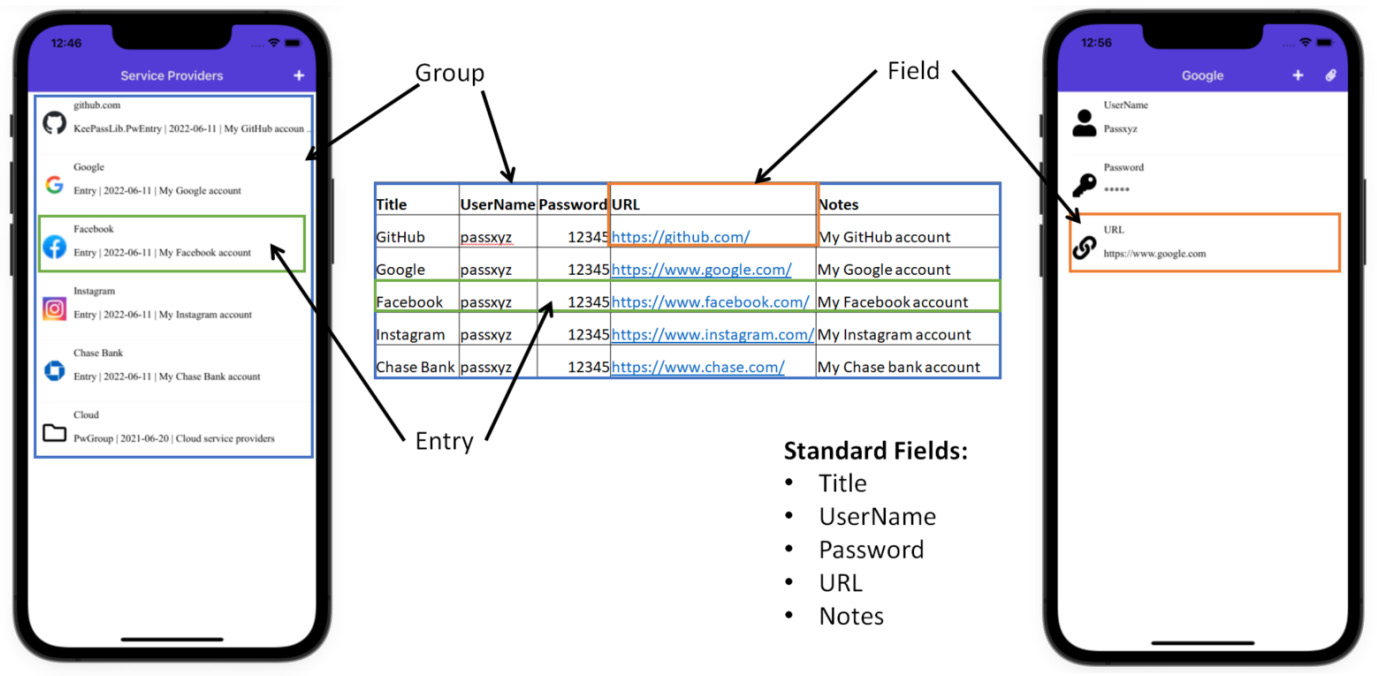 12:46
Service Providers +
github.com
KeePassLib.PwEntry | 2022-06-11 | My GitHub accoun ..
Google
Entry | 2022-06-11 | My Google account
Facebook
Entry | 2022-06-11 | My Facebook account
Instagram
Entry | 2022-06-11 | My Instagram account
Chase Bank
Entry | 2022-06-11 | My Chase Bank account
Cloud
PwGroup | 2021-06-20 | Cloud service providers
Group
Field
Title UserName Password URL Notes
GitHub passxyz 12345 https://github.com/ My GitHub account
Google passxyz 12345 https://www.google.com/ My Google account
Facebook passxyz 12345 https://www.facebook.com/ My Facebook account
Instagram passxyz 12345 https://www.instagram.com/ My Instagram account
Chase Bank passxyz 12345 https://www.chase.com/ My Chase bank account
Entry
Standard Fields:
• Title
• UserName
• Password
• URL
• Notes
12:56
Google +
UserName
Passxyz
Password
*****
URL
https://www.google.com